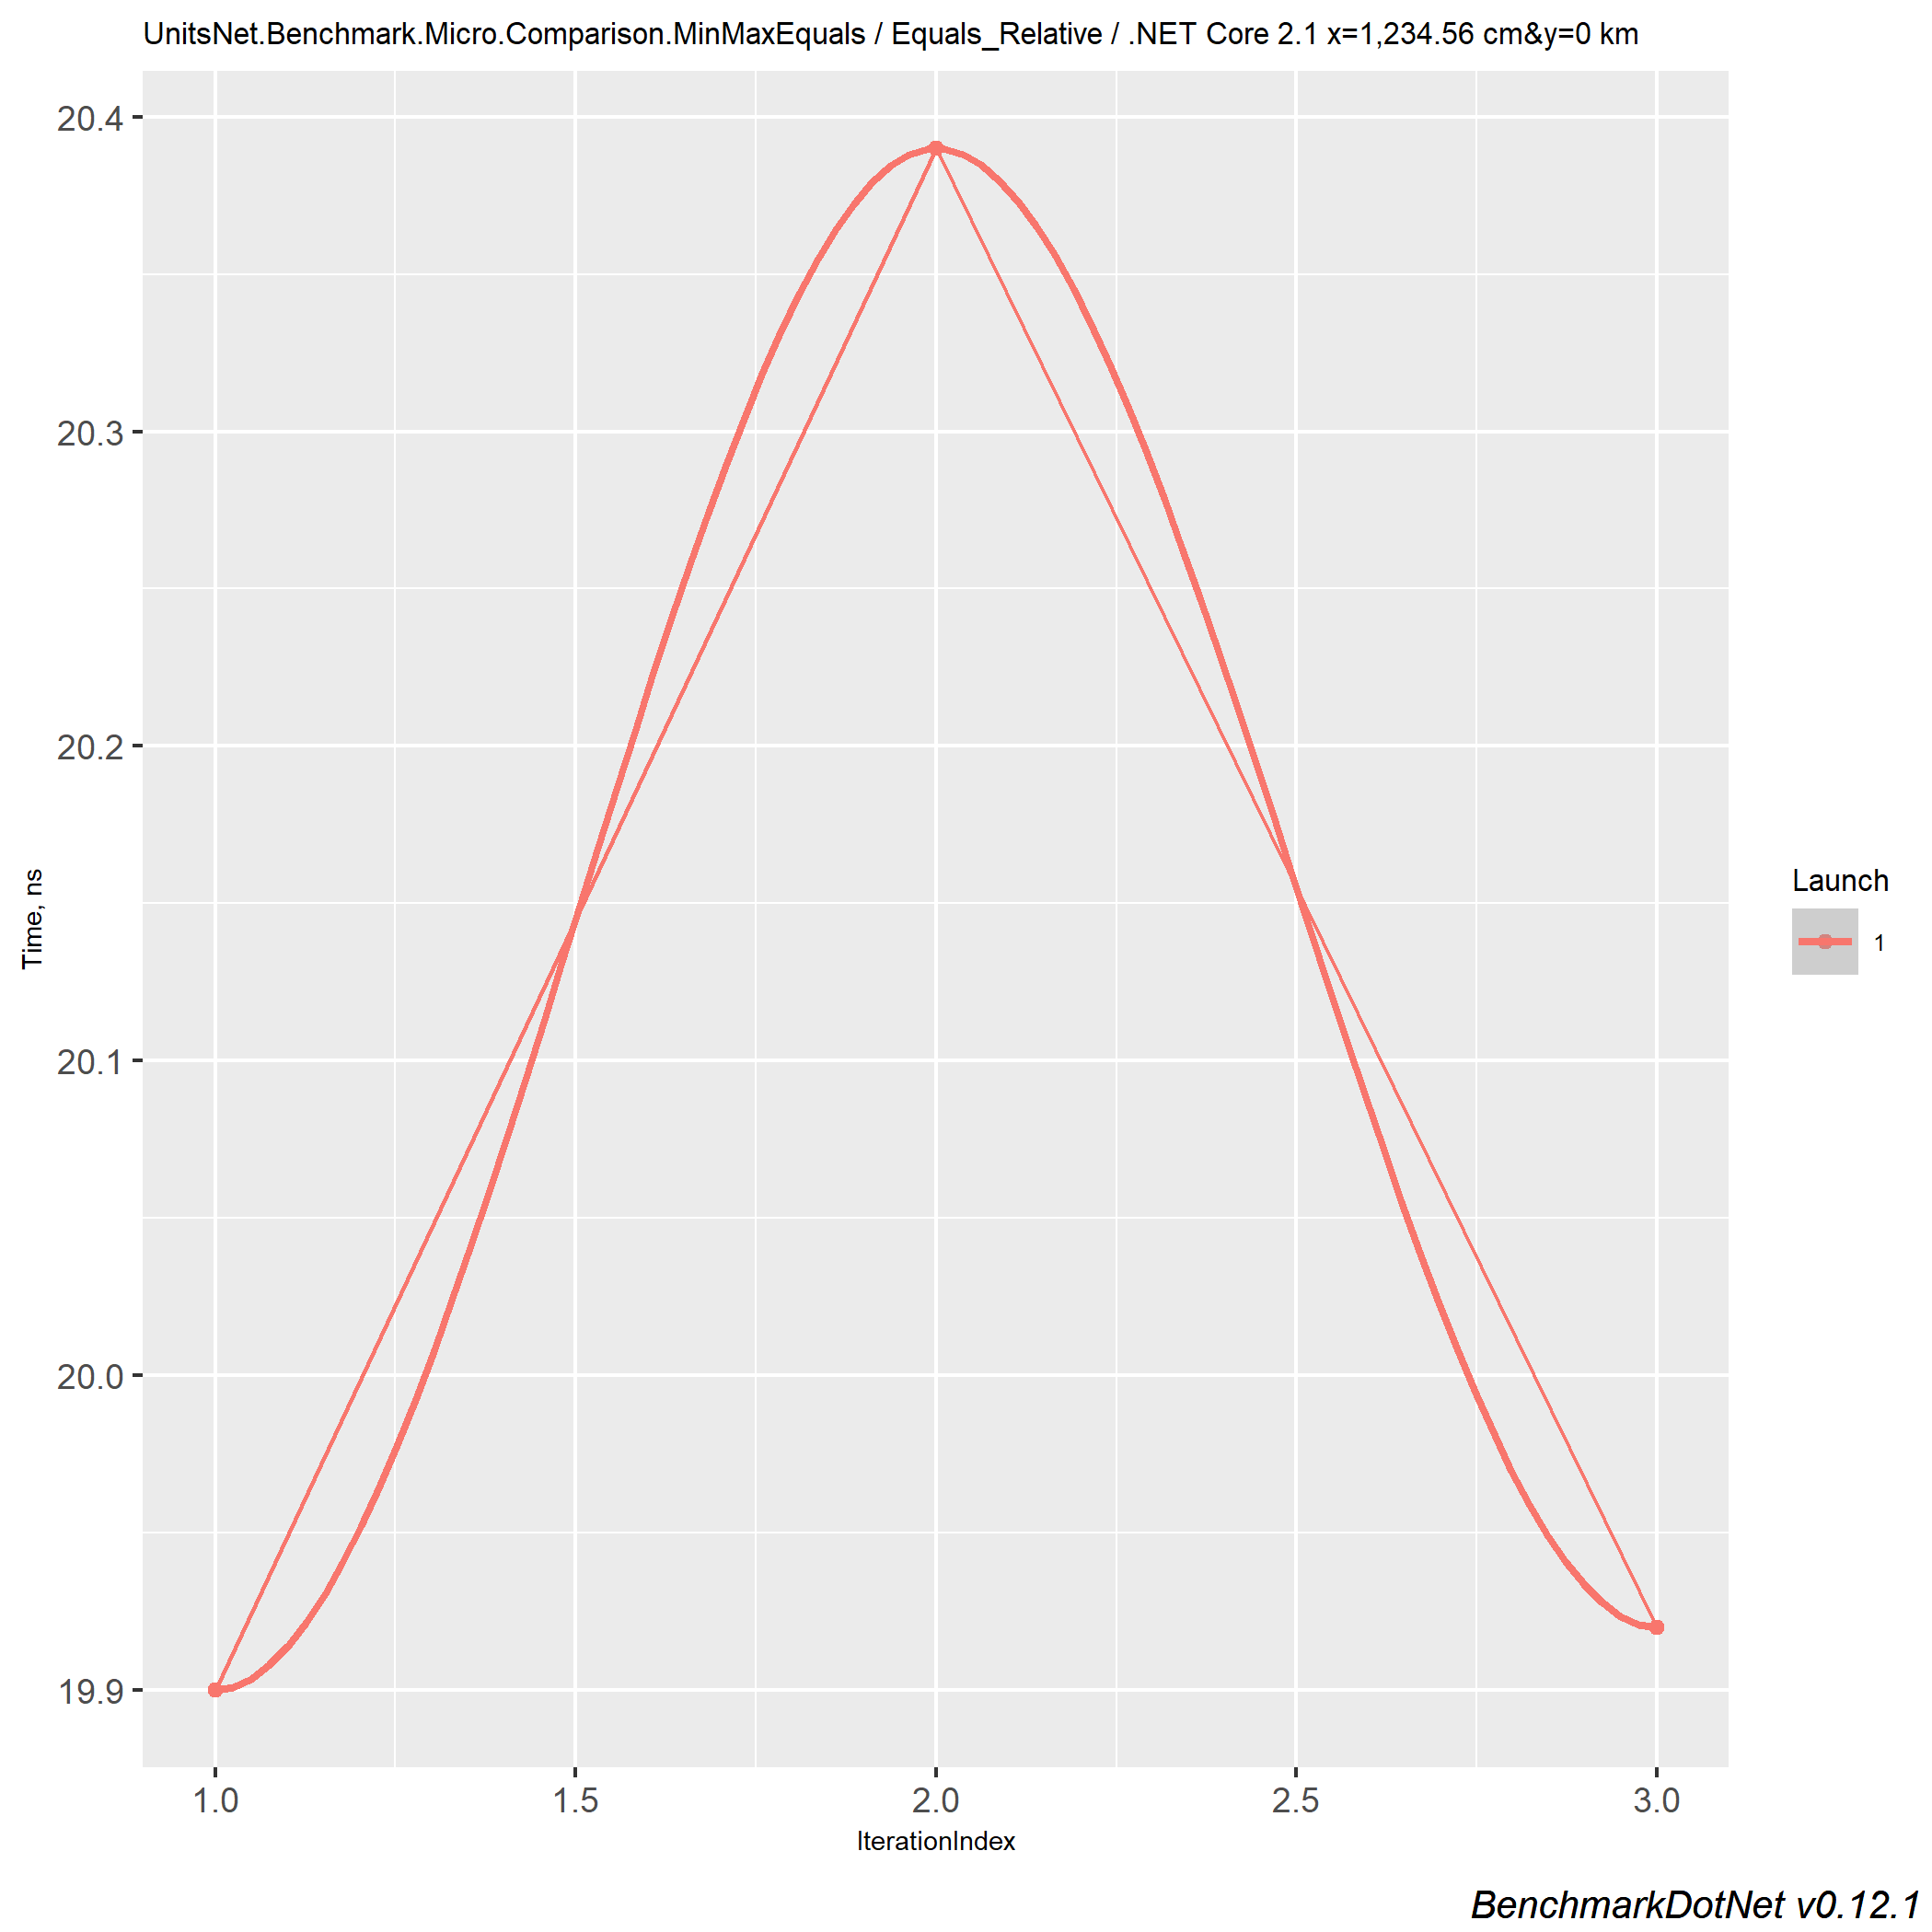 UnitsNet.Benchmark.Micro.Comparison.MinMaxEquals / Equals_Relative / .NET Core 2.1 x=1,234.56 cm&y=0 km
20.4
20.3
20.2
20.1
20.0
19.9
Time, ns
1.0 1.5 2.0 2.5 3.0
IterationIndex
Launch
1
BenchmarkDotNet v0.12.1